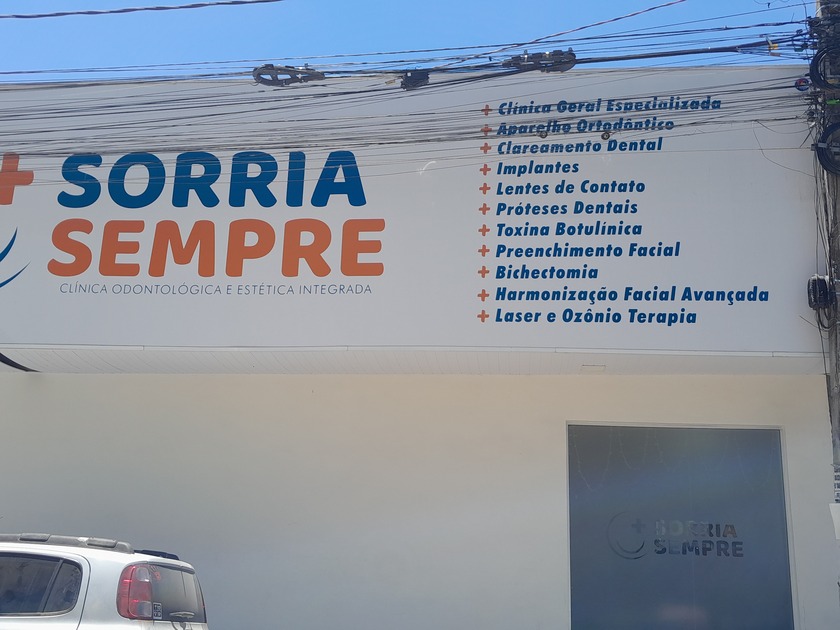 SORRIA
SEMPRE
CLÍNICA ODONTOLÓGICA E ESTÉTICA INTEGRADA
+ Clínica Geral Especializada
+ Aparelho Ortodôntico
+ Clareamento Dental
+ Implantes
+ Lentes de Contato
+ Próteses Dentais
+ Toxina Botulínica
+ Preenchimento Facial
+ Bichectomia
+ Harmonização Facial Avançada
+ Laser e Ozônio Terapia
SORRIA
SEMPRE